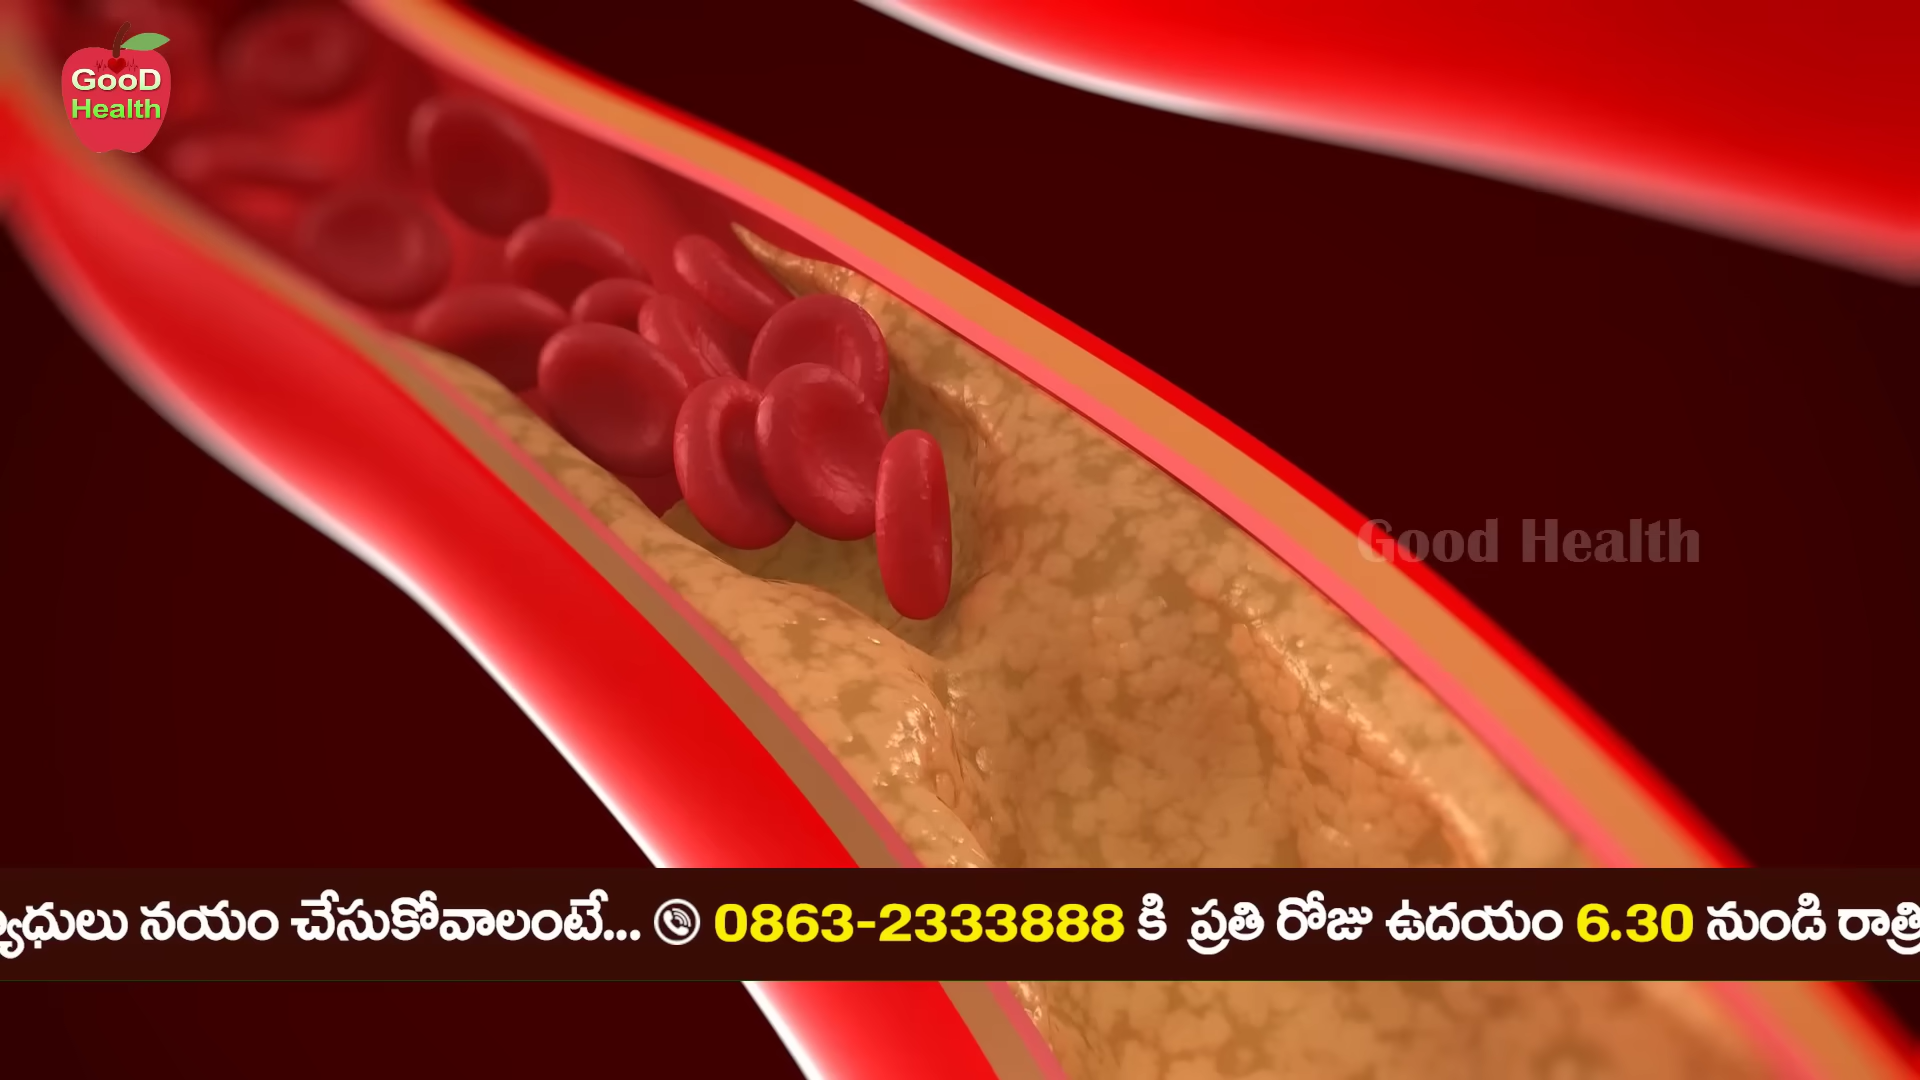 GooD
Health
Good Health
వ్యాధులు నయం చేసుకోవాలంటే... 0863-2333888 కి ప్రతి రోజు ఉదయం 6.30 నుండి రాత్రి